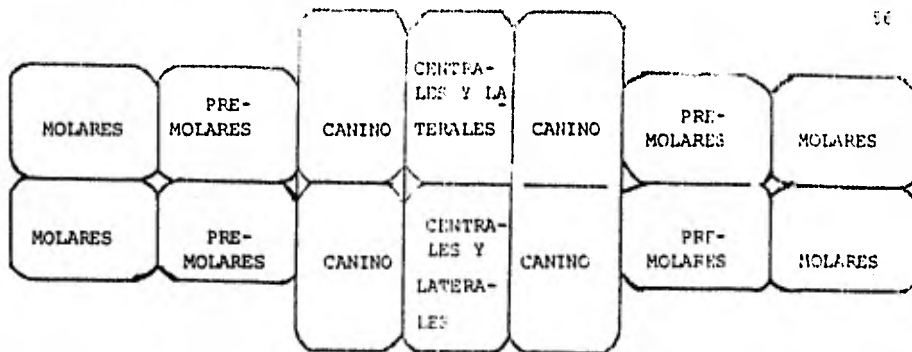 56
MOLARES
PRE-
MOLARES
CANINO
CENTRA-
LES Y LA
TERALES
CANINO
PRE-
MOLARES
MOLARES
MOLARES
PRE-
MOLARES
CANINO
CENTRA-
LES Y
LATERA-
LES
CANINO
PRE-
MOLARES
MOLARES